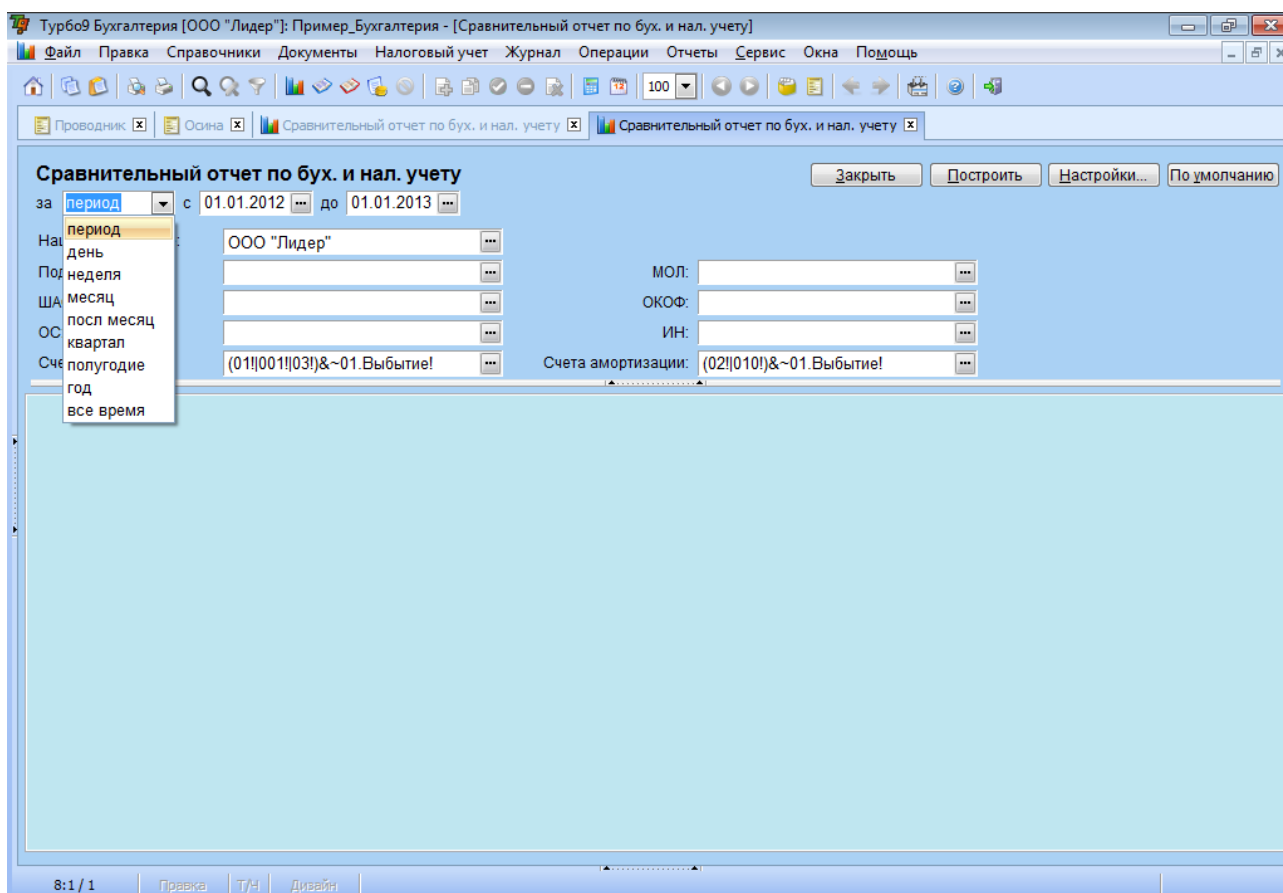 Турбо9 Бухгалтерия [ООО "Лидер"]: Пример_Бухгалтерия - [Сравнительный отчет по бух. и нал. учету]
Файл Правка Справочники Документы Налоговый учет Журнал Операции Отчеты Сервис Окна Помощь
100
Проводник Осина Сравнительный отчет по бух. и нал. учету Сравнительный отчет по бух. и нал. учету
Сравнительный отчет по бух. и нал. учету
Закрыть Построить Настройки... По умолчанию
за период с 01.01.2012 до 01.01.2013
период
день
неделя
месяц
посл месяц
квартал
полугодие
год
все время
ООО "Лидер"
МОЛ:
ОКОФ:
ОС
ИН:
(01!|001!|03!)&~01.Выбытие! Счета амортизации: (02!|010!)&~01.Выбытие!
8:1 / 1 Правка Т/Ч Дизайн